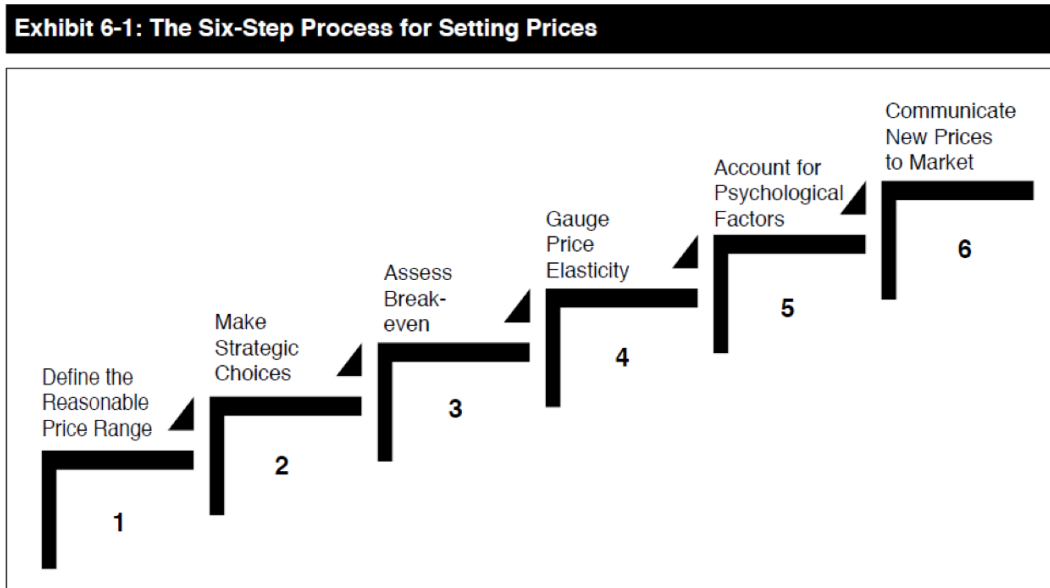 Exhibit 6-1: The Six-Step Process for Setting Prices
Define the
Reasonable
Price Range
1
Make
Strategic
Choices
2
Assess
Break-
even
3
Gauge
Price
Elasticity
4
Account for
Psychological
Factors
5
Communicate
New Prices
to Market
6